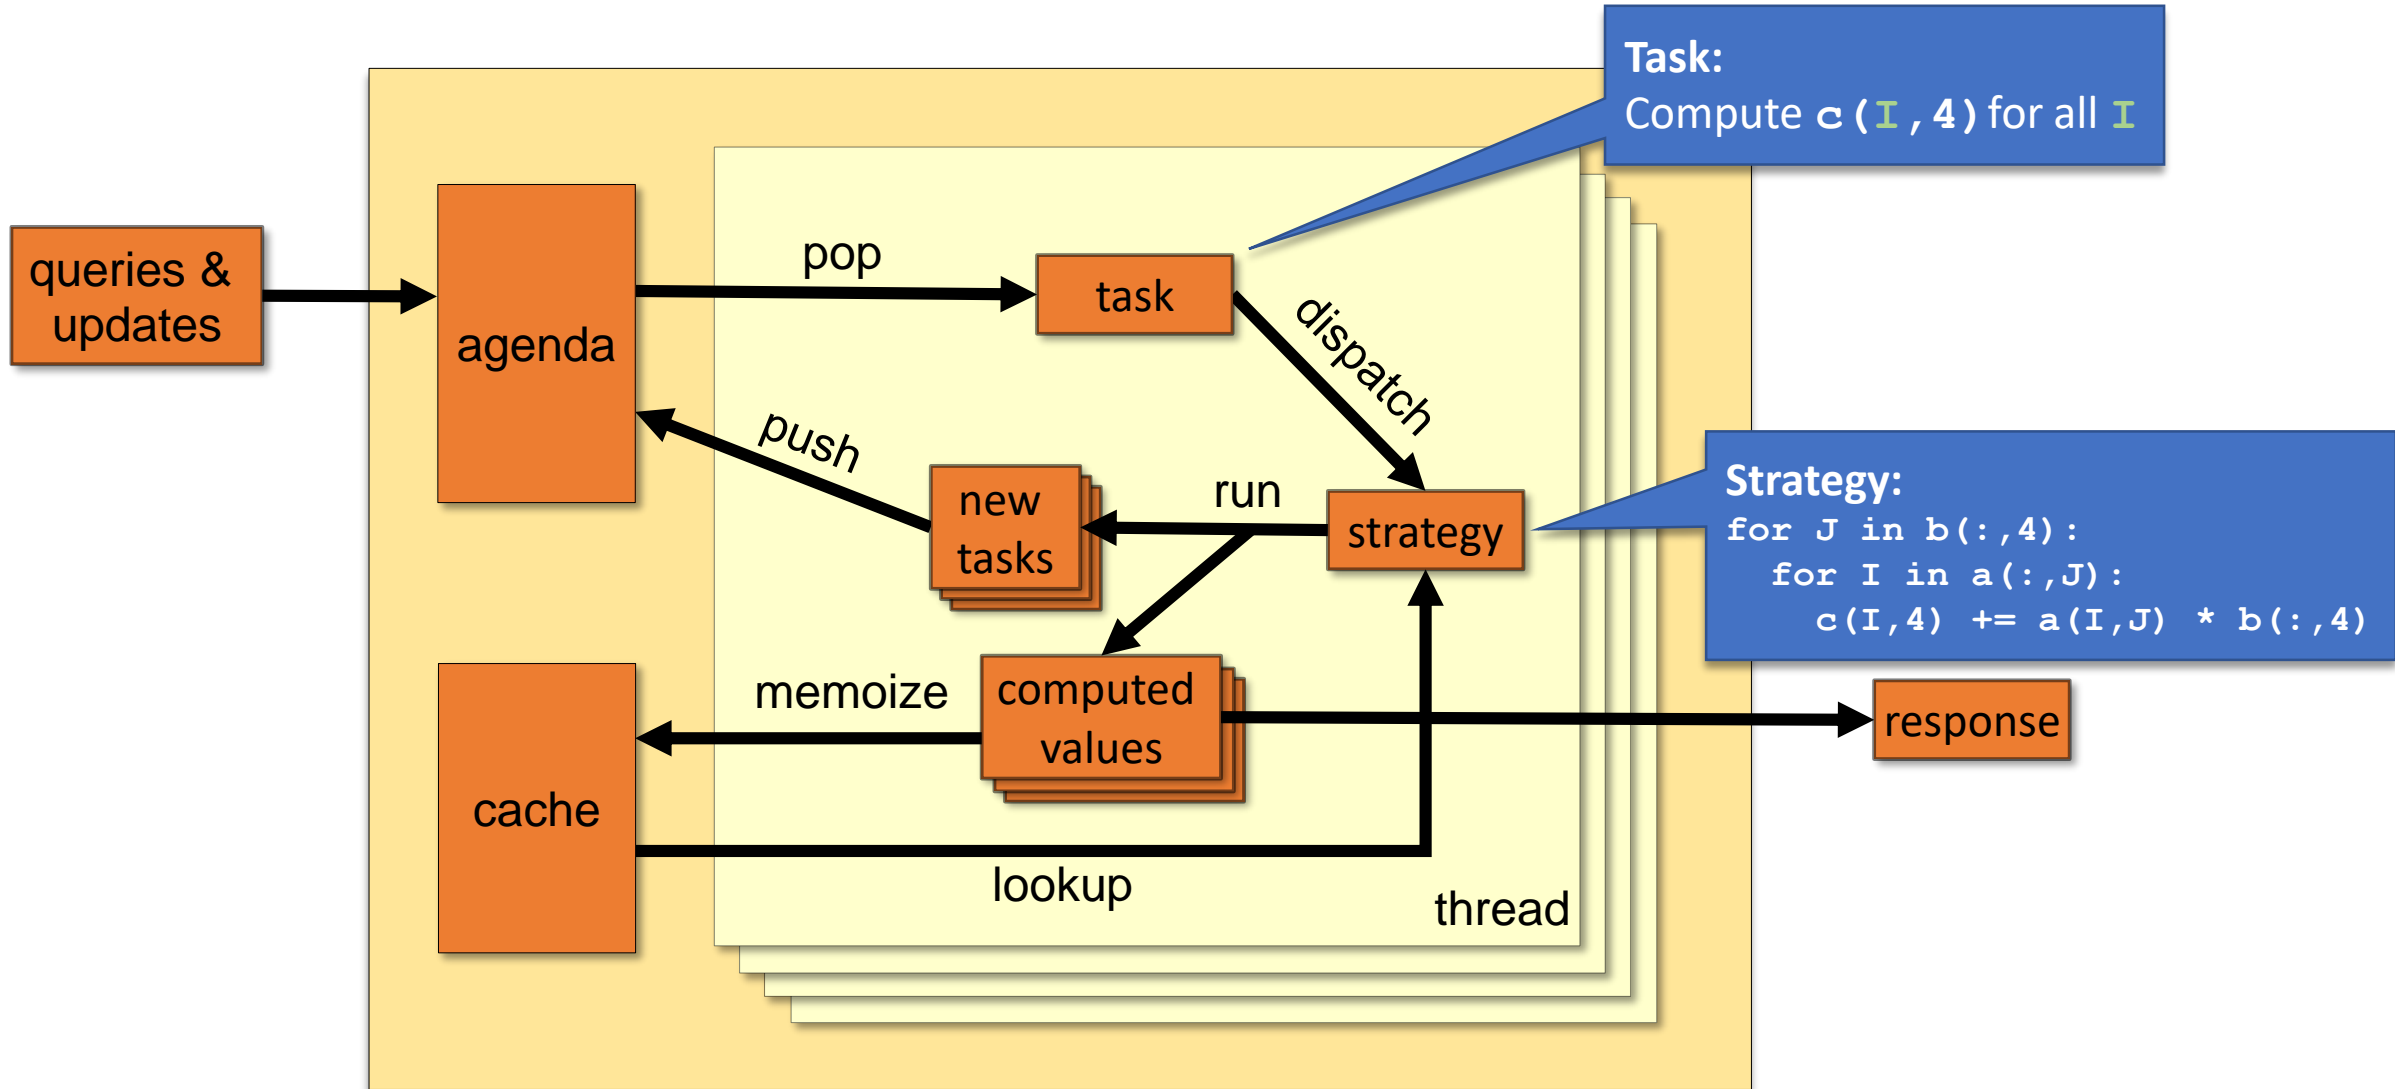 Task:
Compute c(I,4) for all I
queries &
updates
agenda
pop
task
dispatch
push
new
tasks
run
strategy
Strategy:
for J in b(:,4):
  for I in a(:,J):
    c(I,4) += a(I,J) * b(:,4)
memoize
computed
values
response
cache
lookup
thread